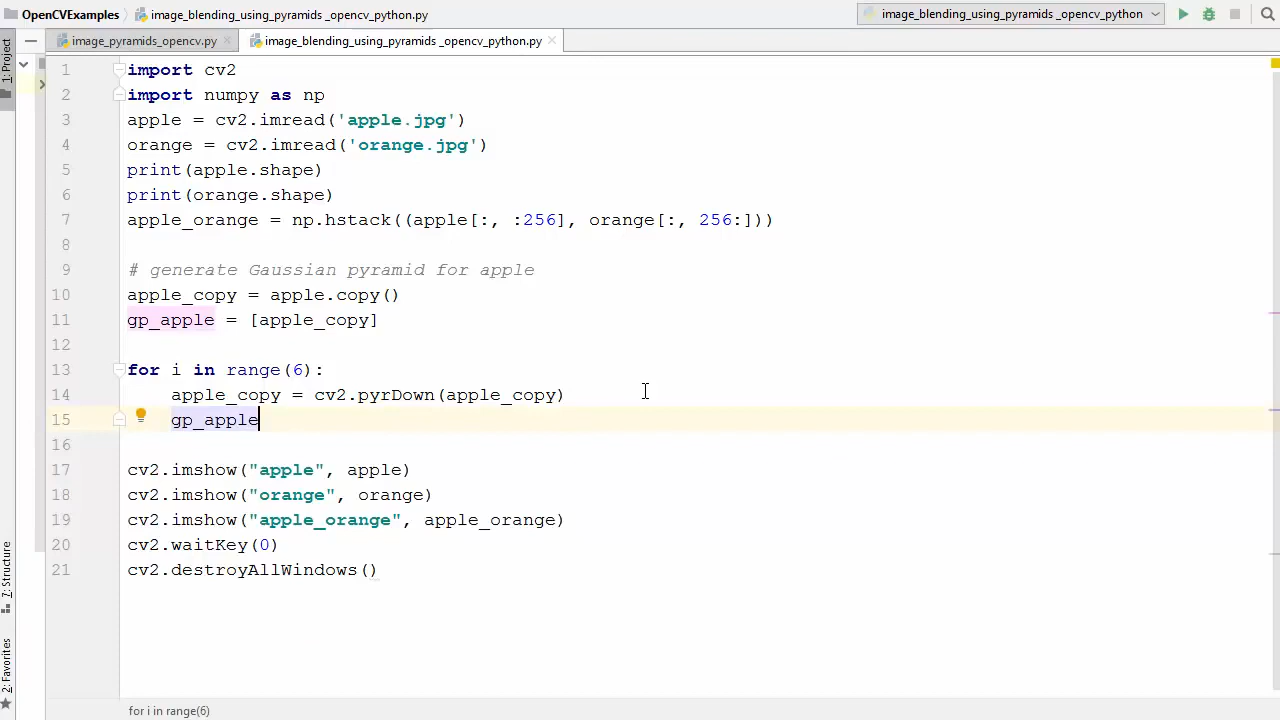 OpenCVExamples image_blending_using_pyramids _opencv_python.py image_blending_using_pyramids _opencv_python
image_pyramids_opencv.py image_blending_using_pyramids _opencv_python.py
1: Project
1 import cv2
2 import numpy as np
3 apple = cv2.imread('apple.jpg')
4 orange = cv2.imread('orange.jpg')
5 print(apple.shape)
6 print(orange.shape)
7 apple_orange = np.hstack((apple[:, :256], orange[:, 256:]))
8
9 # generate Gaussian pyramid for apple
10 apple_copy = apple.copy()
11 gp_apple = [apple_copy]
12
13 for i in range(6):
14 apple_copy = cv2.pyrDown(apple_copy)
15 gp_apple
16
17 cv2.imshow("apple", apple)
18 cv2.imshow("orange", orange)
19 cv2.imshow("apple_orange", apple_orange)
20 cv2.waitKey(0)
21 cv2.destroyAllWindows()
7: Structure
2: Favorites
for i in range(6)